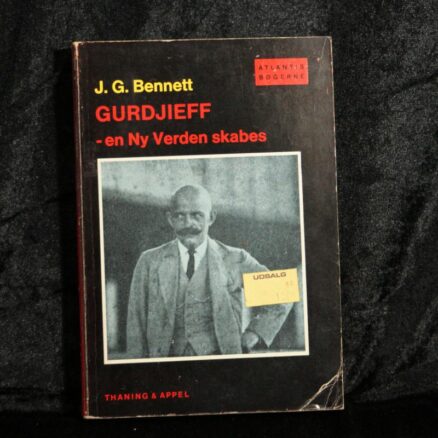 J. G. Bennett
ATLANTIS
BØGERNE
GURDJIEFF
- en Ny Verden skabes
UDSALG
THANING & APPEL